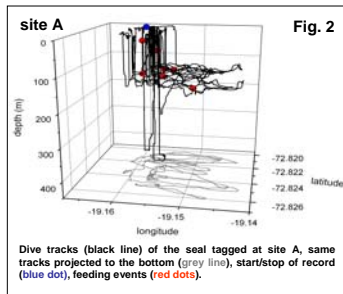 site A
Fig. 2
0
100
200
300
400
depth (m)
-72.820
-72.822
-72.824
-72.826
latitude
-19.16
-19.15
-19.14
longitude
Dive tracks (black line) of the seal tagged at site A, same
tracks projected to the bottom (grey line), start/stop of record
(blue dot), feeding events (red dots).